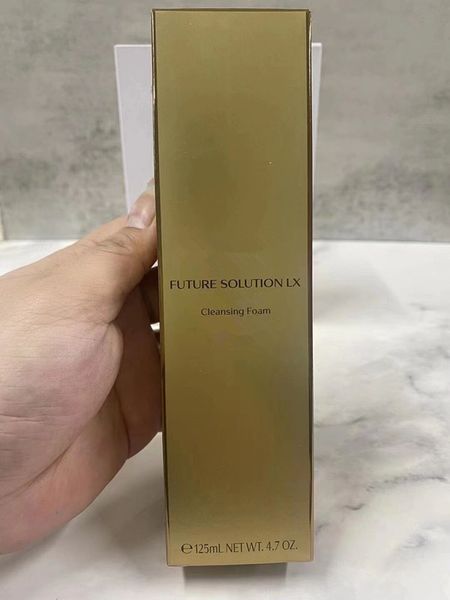 FUTURE SOLUTION LX
Cleansing Foam
℮125mL NET WT. 4.7 OZ.